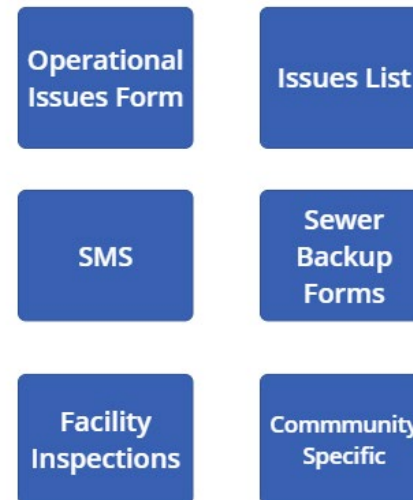 Operational
Issues Form
Issues List
SMS
Sewer
Backup
Forms
Facility
Inspections
Commmunity
Specific